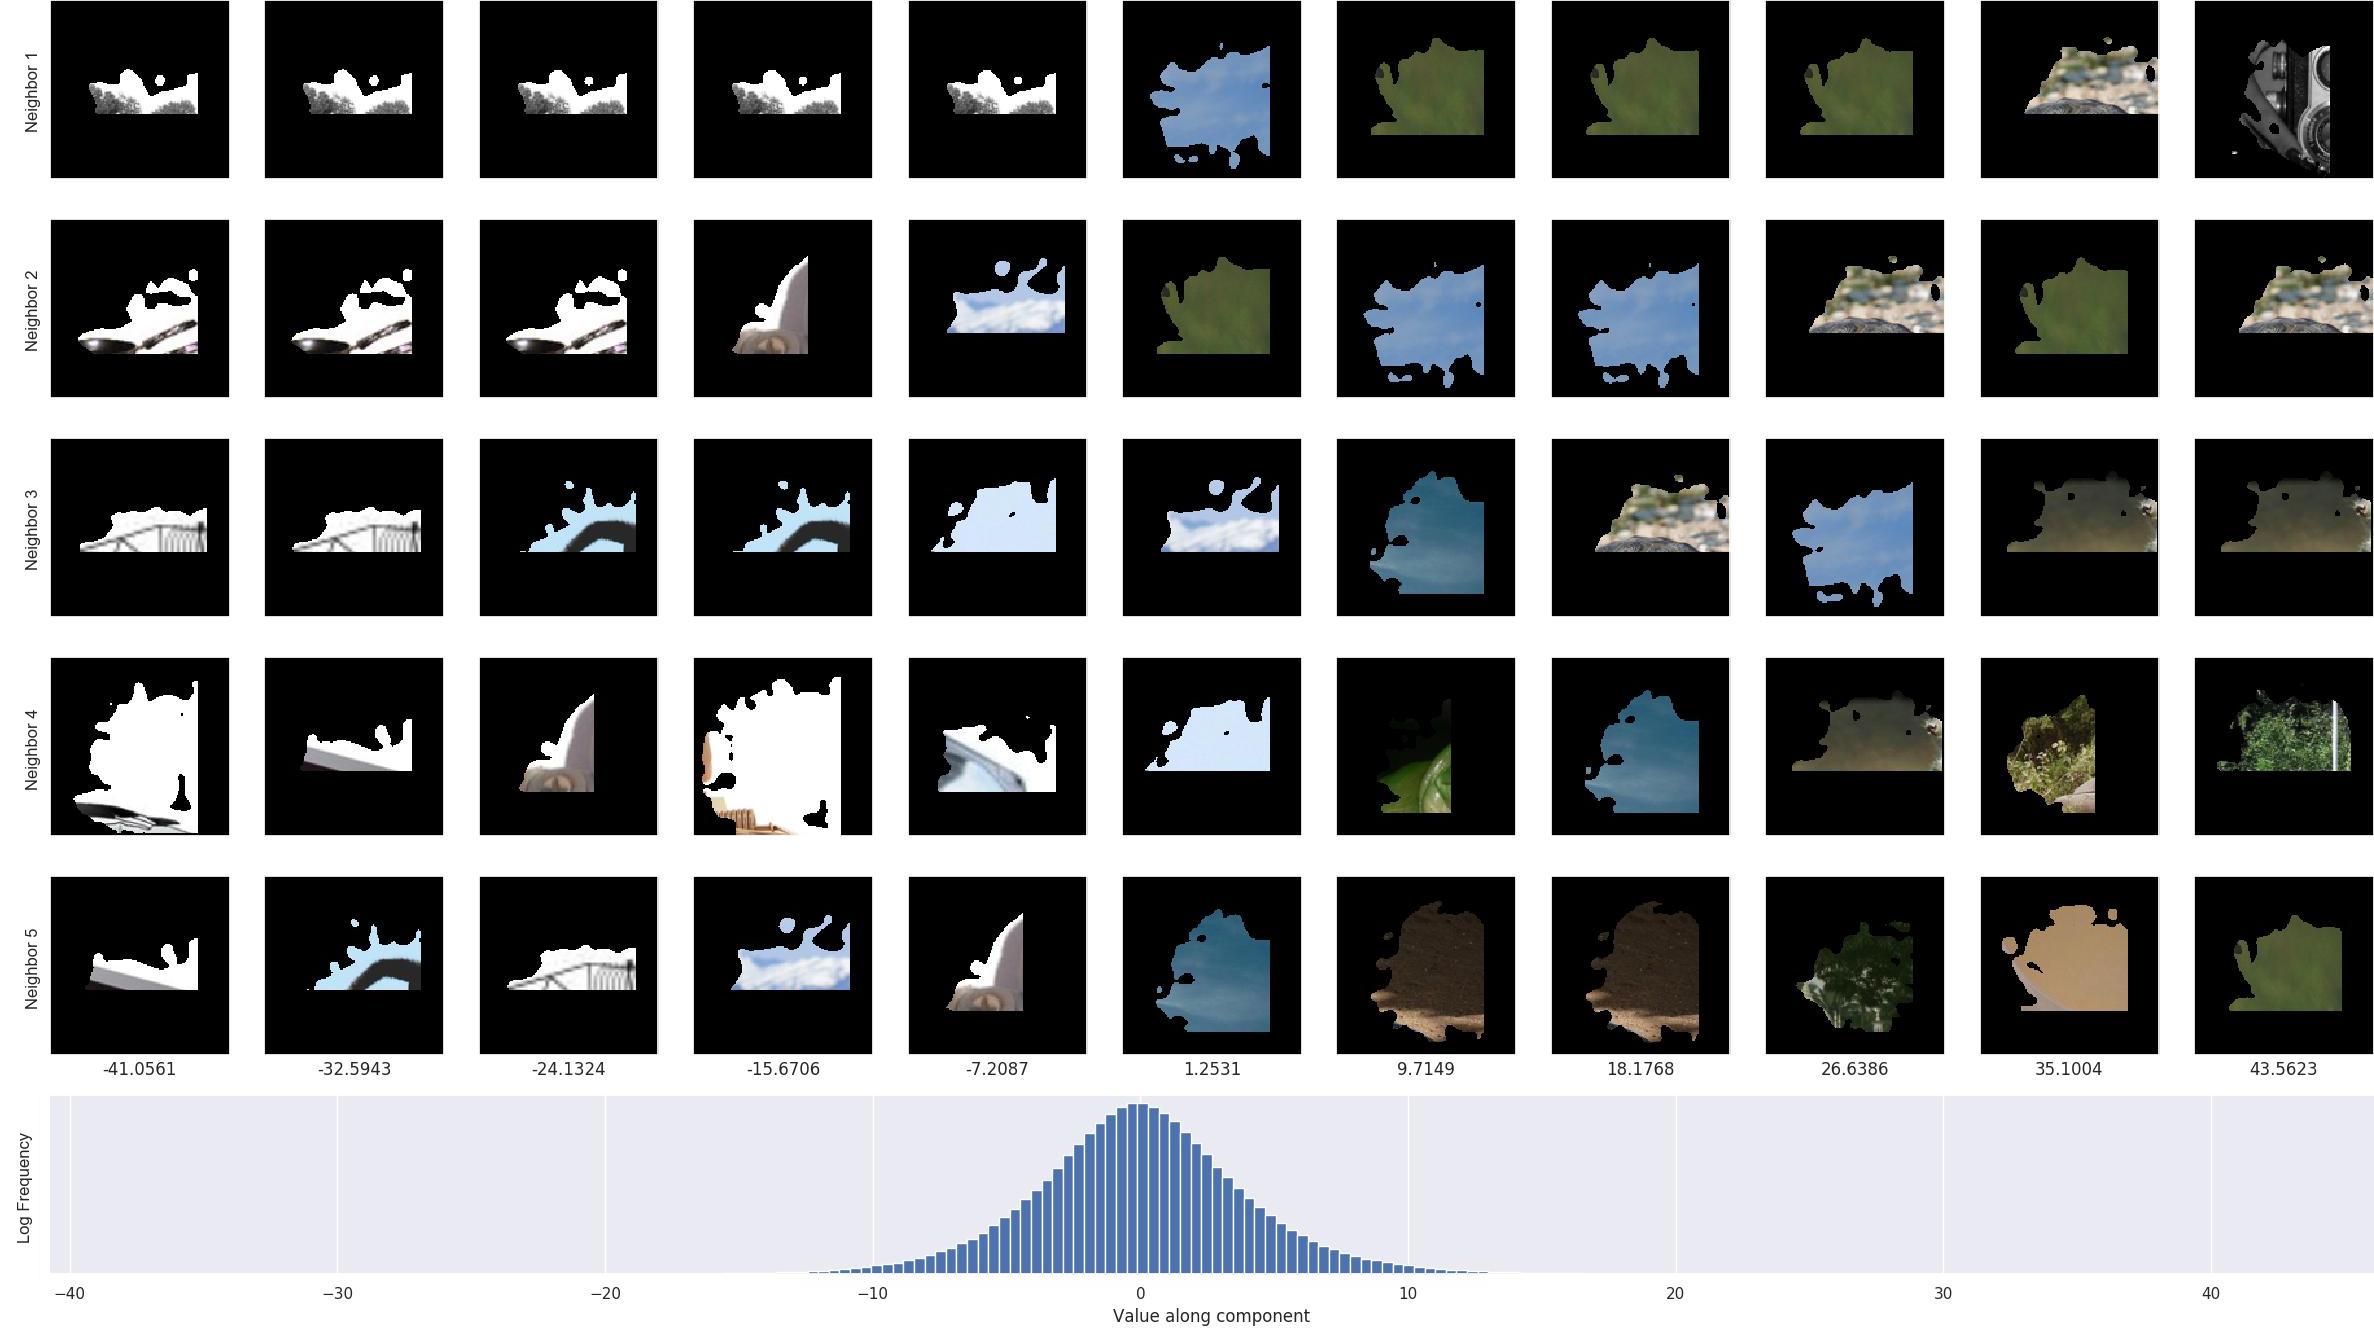 Neighbor 1
Neighbor 2
Neighbor 3
Neighbor 4
Neighbor 5
-41.0561 -32.5943 -24.1324 -15.6706 -7.2087 1.2531 9.7149 18.1768 26.6386 35.1004 43.5623
Log Frequency
−40 −30 −20 −10 0 10 20 30 40
Value along component